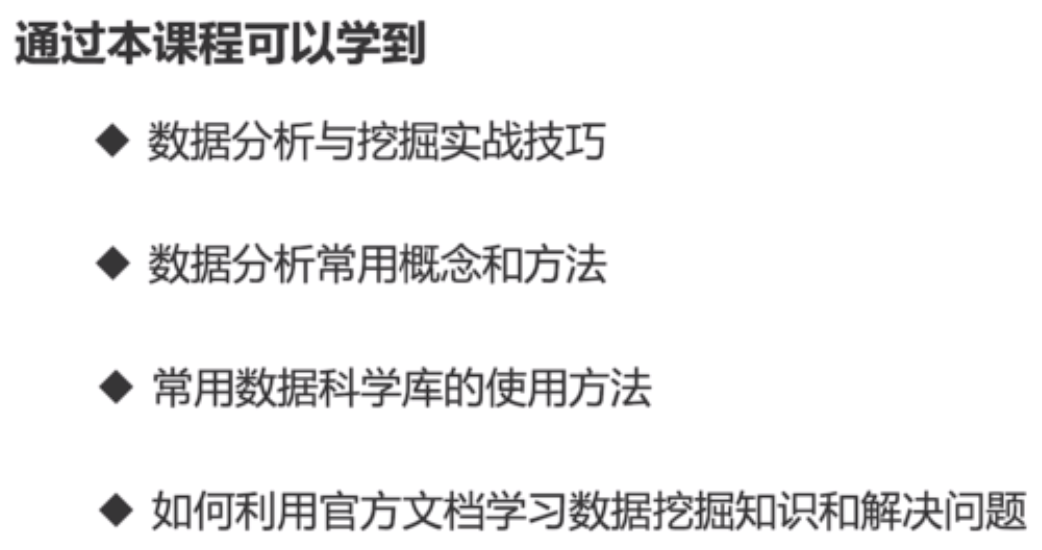 通过本课程可以学到
◆ 数据分析与挖掘实战技巧
◆ 数据分析常用概念和方法
◆ 常用数据科学库的使用方法
◆ 如何利用官方文档学习数据挖掘知识和解决问题